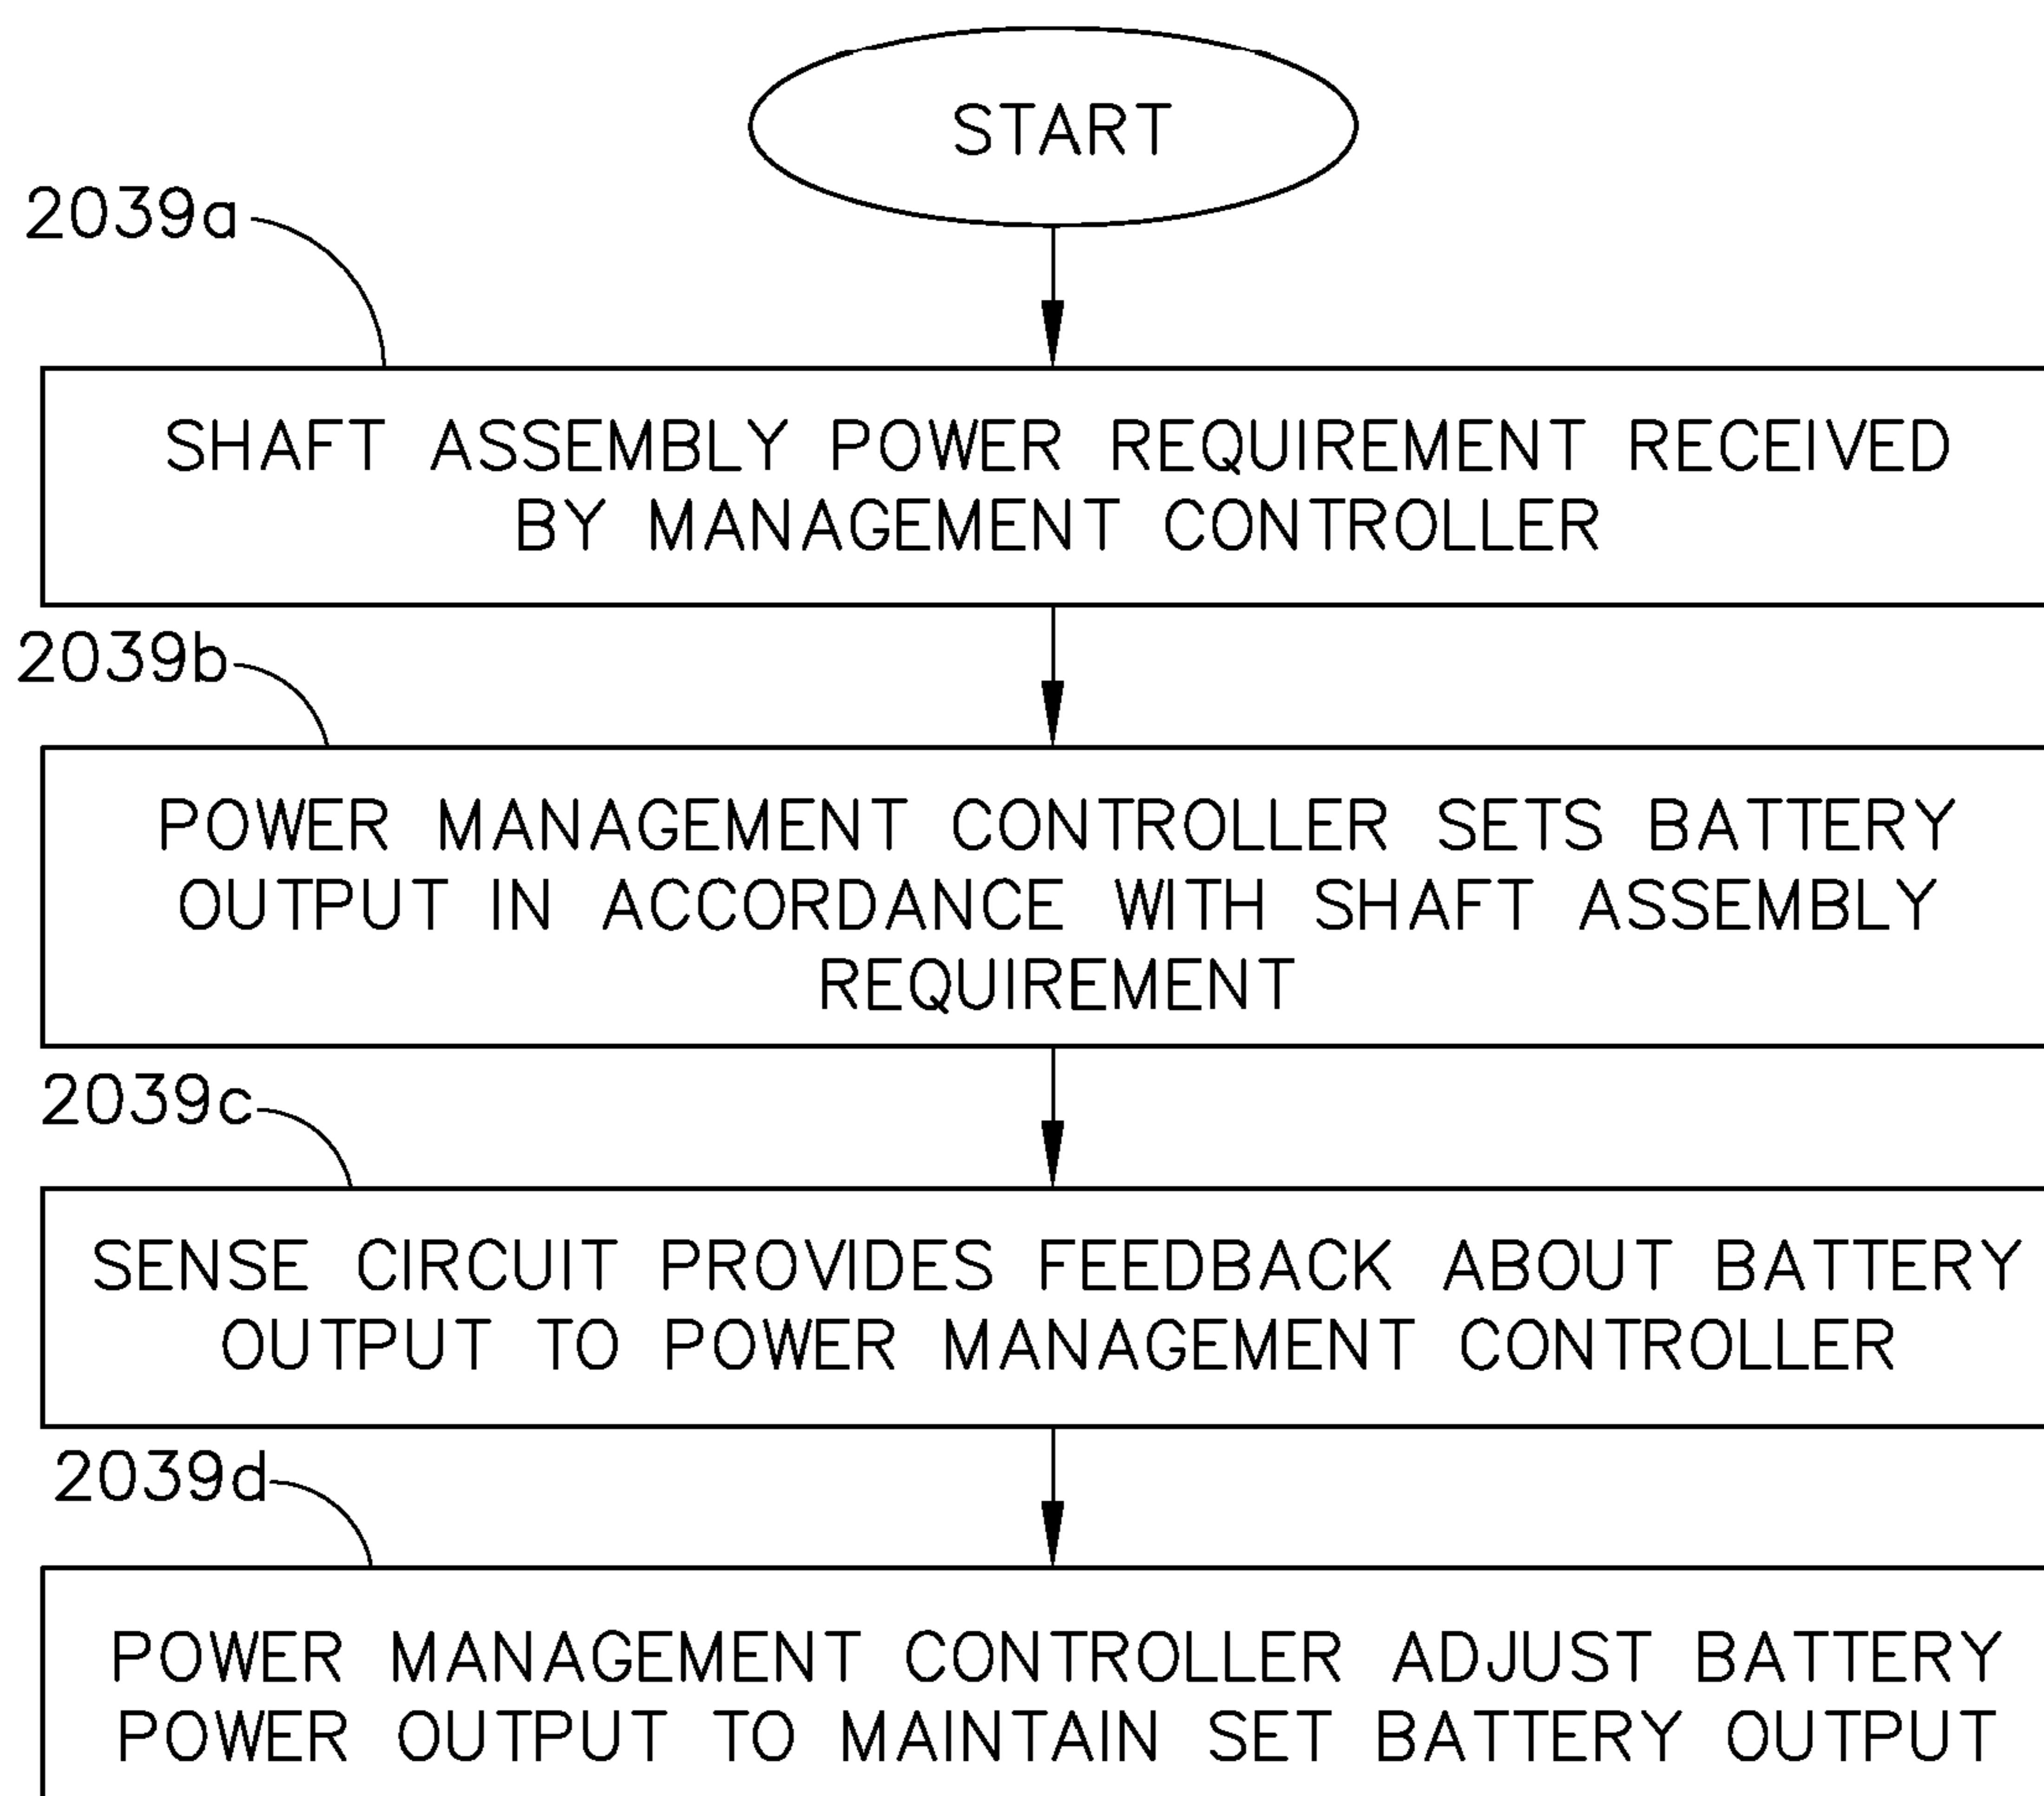 START
2039a
SHAFT ASSEMBLY POWER REQUIREMENT RECEIVED
BY MANAGEMENT CONTROLLER
2039b
POWER MANAGEMENT CONTROLLER SETS BATTERY
OUTPUT IN ACCORDANCE WITH SHAFT ASSEMBLY
REQUIREMENT
2039c
SENSE CIRCUIT PROVIDES FEEDBACK ABOUT BATTERY
OUTPUT TO POWER MANAGEMENT CONTROLLER
2039d
POWER MANAGEMENT CONTROLLER ADJUST BATTERY
POWER OUTPUT TO MAINTAIN SET BATTERY OUTPUT